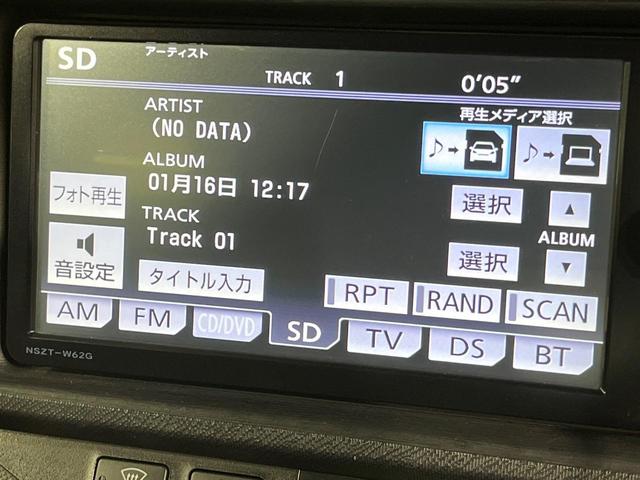 SD
アーティスト
TRACK 1 0'05"
ARTIST
(NO DATA)
再生メディア選択
ALBUM
01月16日 12:17
フォト再生
選択
TRACK
Track 01
ALBUM
音設定
タイトル入力
選択
RPT
RAND
SCAN
AM
FM
CD/DVD
SD
TV
DS
BT
NSZT-W62G